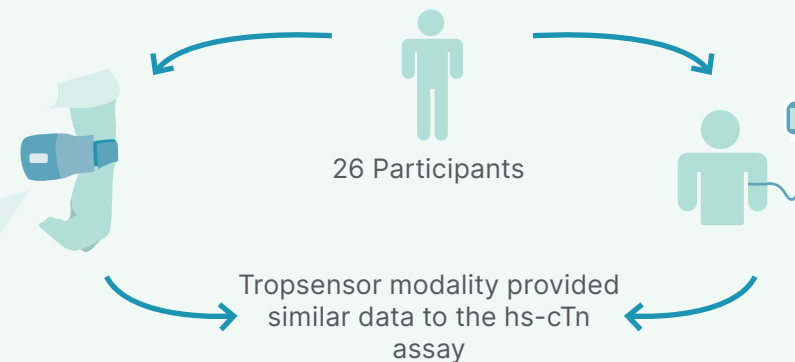 26 Participants
Tropsensor modality provided
similar data to the hs-cTn
assay